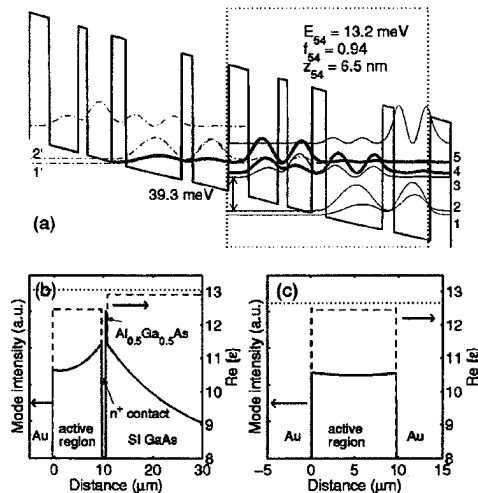 E54 = 13.2 meV
f54 = 0.94
z54 = 6.5 nm
2'
1'
39.3 meV
5
4
3
2
1
(a)
(b)
Mode intensity (a.u.)
Al0.5Ga0.5As
n+ contact
Au
active region
SI GaAs
13
12
11
10
9
8
Re {ε}
0
10
20
30
Distance (μm)
(c)
Mode intensity (a.u.)
Au
active region
Au
13
12
11
10
9
8
Re {ε}
-5
0
5
10
15
Distance (μm)